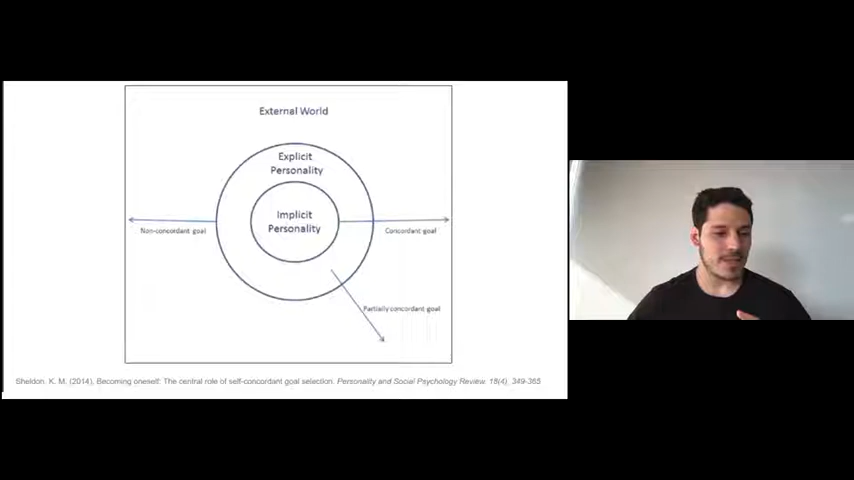 External World
Explicit
Personality
Implicit
Personality
Non-concordant goal
Concordant goal
Partially concordant goal
Sheldon. K. M. (2014). Becoming oneself: The central role of self-concordant goal selection. Personality and Social Psychology Review. 18(4), 349-365